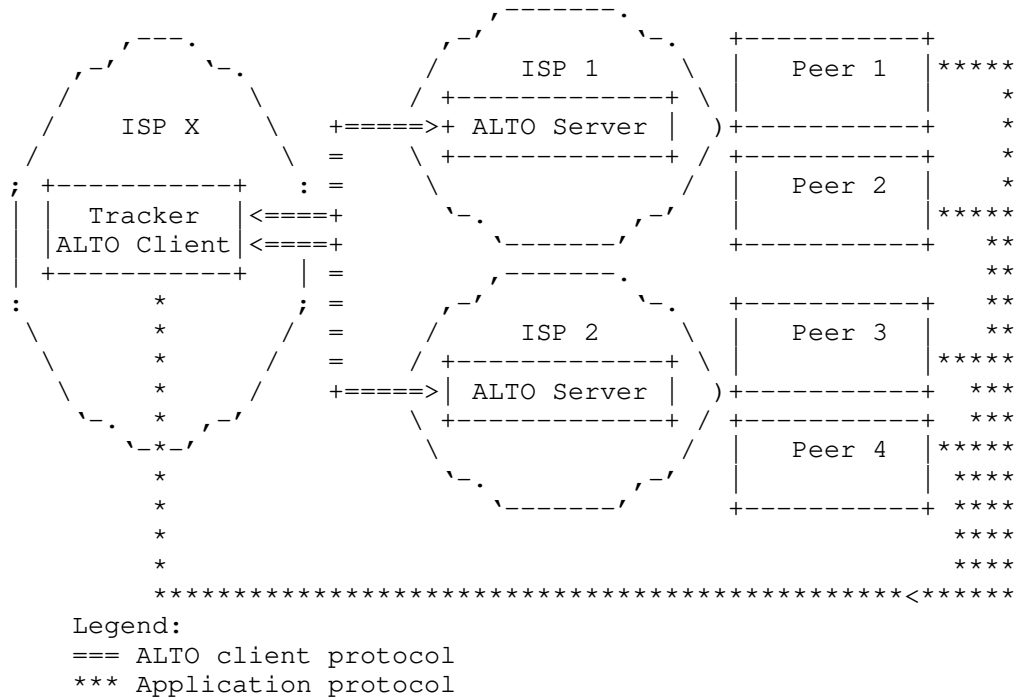 ISP 1
Peer 1
ISP X
ALTO Server
Peer 2
Tracker
ALTO Client
ISP 2
Peer 3
ALTO Server
Peer 4
Legend:
=== ALTO client protocol
*** Application protocol